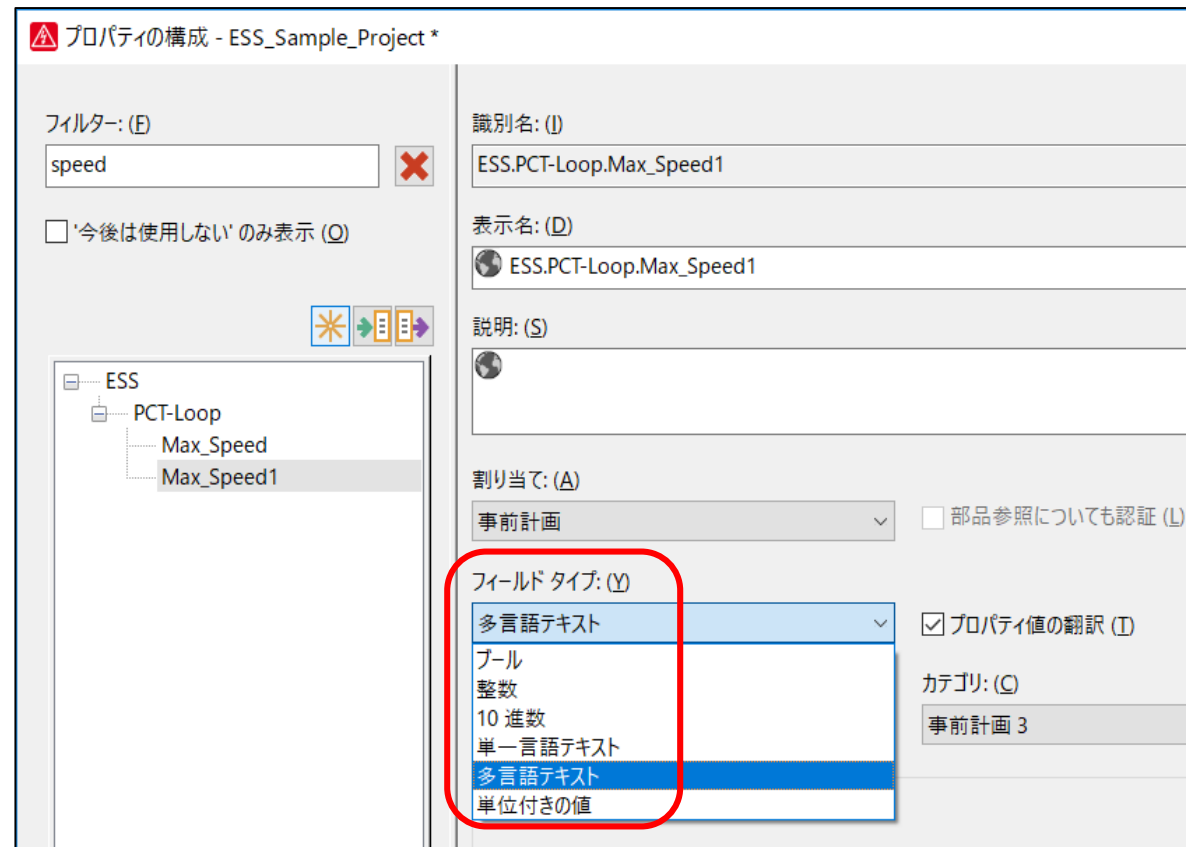 プロパティの構成 - ESS_Sample_Project *
フィルター: (F)
speed
'今後は使用しない' のみ表示 (O)
ESS
PCT-Loop
Max_Speed
Max_Speed1
識別名: (I)
ESS.PCT-Loop.Max_Speed1
表示名: (D)
ESS.PCT-Loop.Max_Speed1
説明: (S)
割り当て: (A)
事前計画
部品参照についても認証 (L)
フィールド タイプ: (Y)
多言語テキスト
プロパティ値の翻訳 (T)
ブール
整数
10 進数
単一言語テキスト
多言語テキスト
単位付きの値
カテゴリ: (C)
事前計画 3